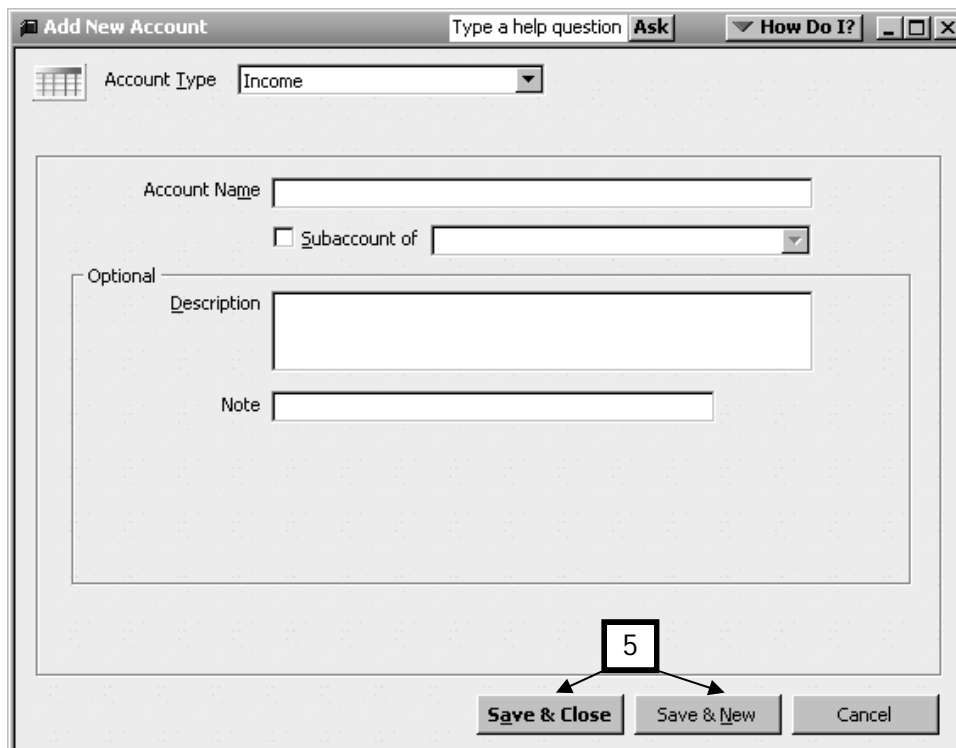 Add New Account Type a help question Ask How Do I?
Account Type Income
Account Name
Subaccount of
Optional
Description
Note
5
Save & Close Save & New Cancel